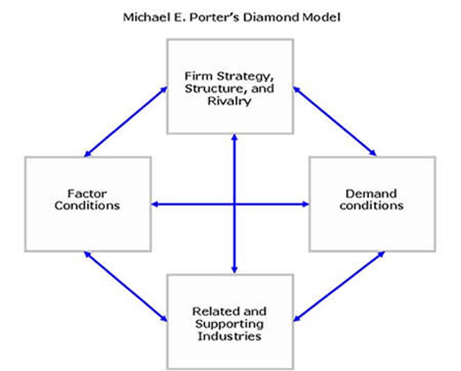 Michael E. Porter's Diamond Model
Firm Strategy,
Structure, and
Rivalry
Factor
Conditions
Demand
conditions
Related and
Supporting
Industries